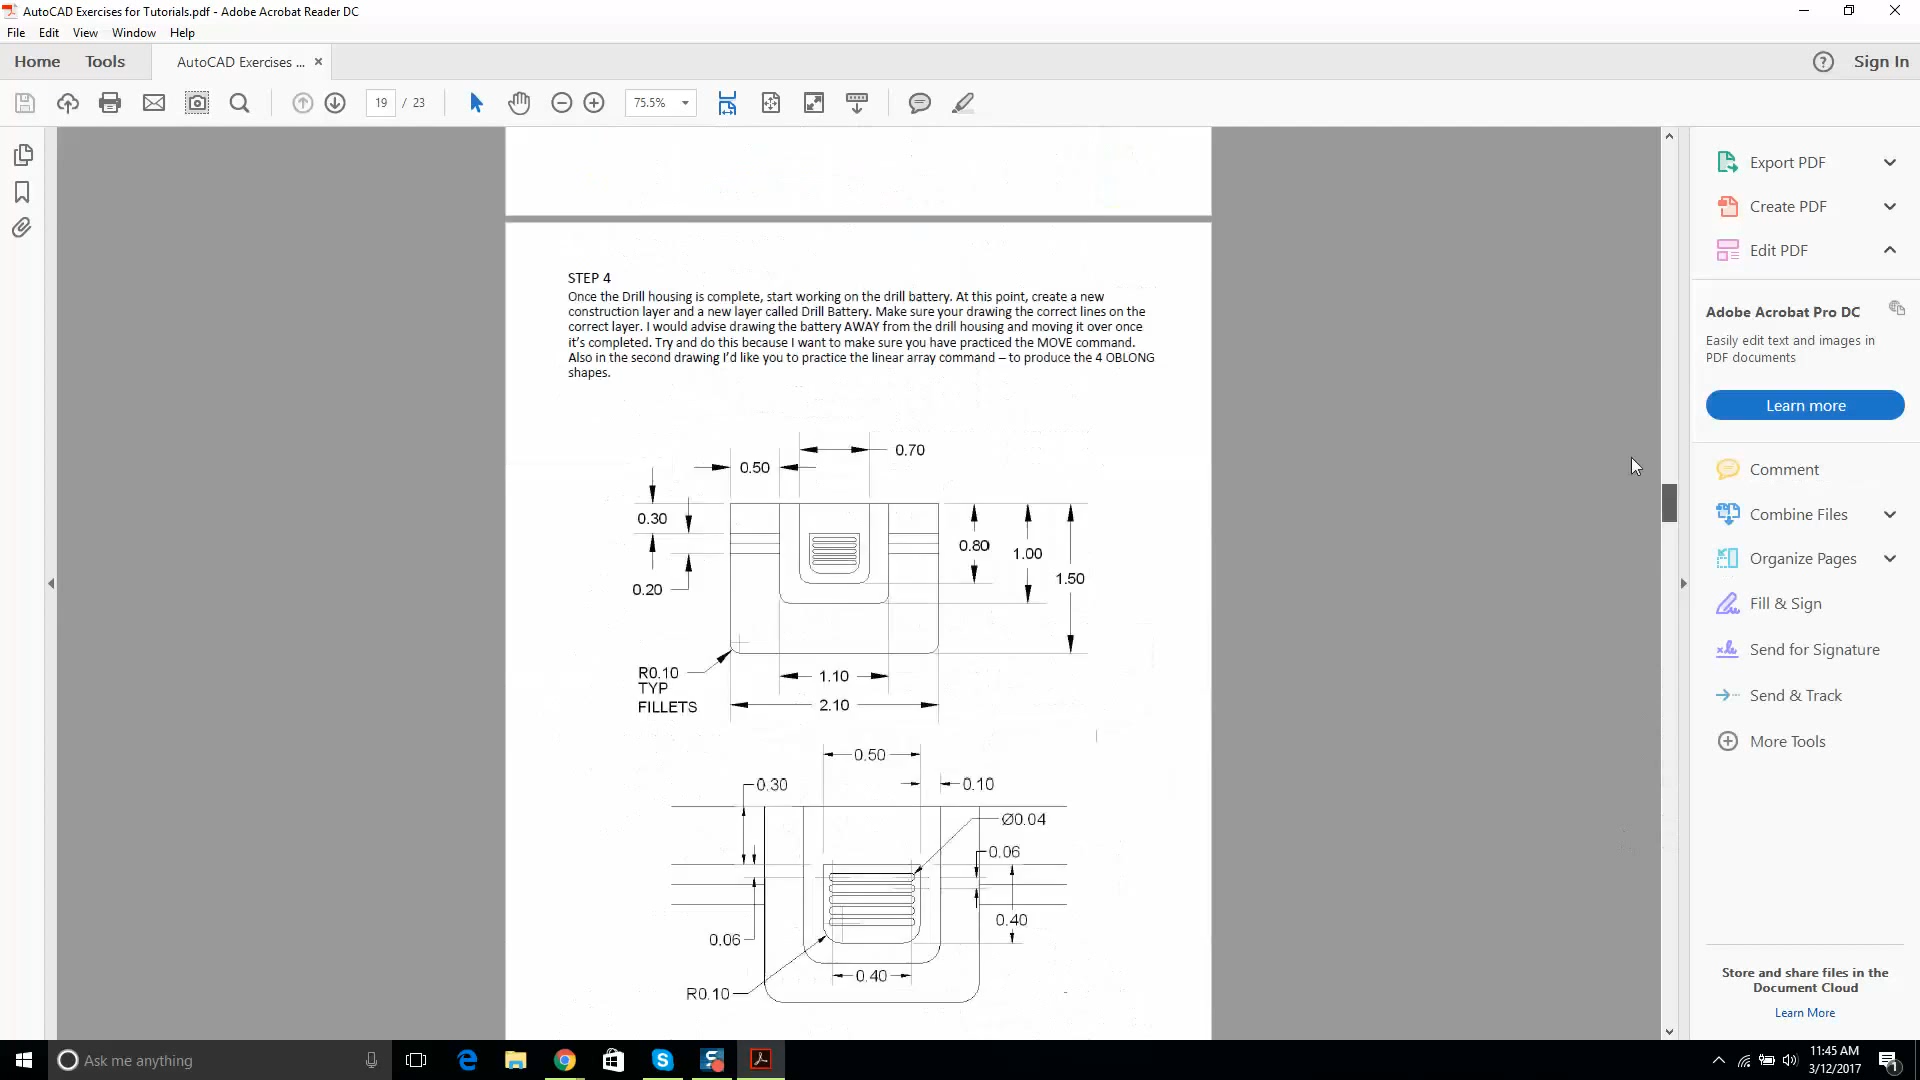 AutoCAD Exercises for Tutorials.pdf - Adobe Acrobat Reader DC
File Edit View Window Help
Home Tools AutoCAD Exercises ... × Sign In
19 / 23 75.5%
STEP 4
Once the Drill housing is complete, start working on the drill battery. At this point, create a new
construction layer and a new layer called Drill Battery. Make sure your drawing the correct lines on the
correct layer. I would advise drawing the battery AWAY from the drill housing and moving it over once
it's completed. Try and do this because I want to make sure you have practiced the MOVE command.
Also in the second drawing I'd like you to practice the linear array command – to produce the 4 OBLONG
shapes.
0.70
0.50
0.30
0.80
1.00
1.50
0.20
R0.10
TYP
FILLETS
1.10
2.10
0.50
0.30
0.10
Ø0.04
0.06
0.40
0.06
0.40
R0.10
Export PDF
Create PDF
Edit PDF
Adobe Acrobat Pro DC
Easily edit text and images in
PDF documents
Learn more
Comment
Combine Files
Organize Pages
Fill & Sign
Send for Signature
Send & Track
More Tools
Store and share files in the
Document Cloud
Learn More
Ask me anything
11:45 AM
3/12/2017
1